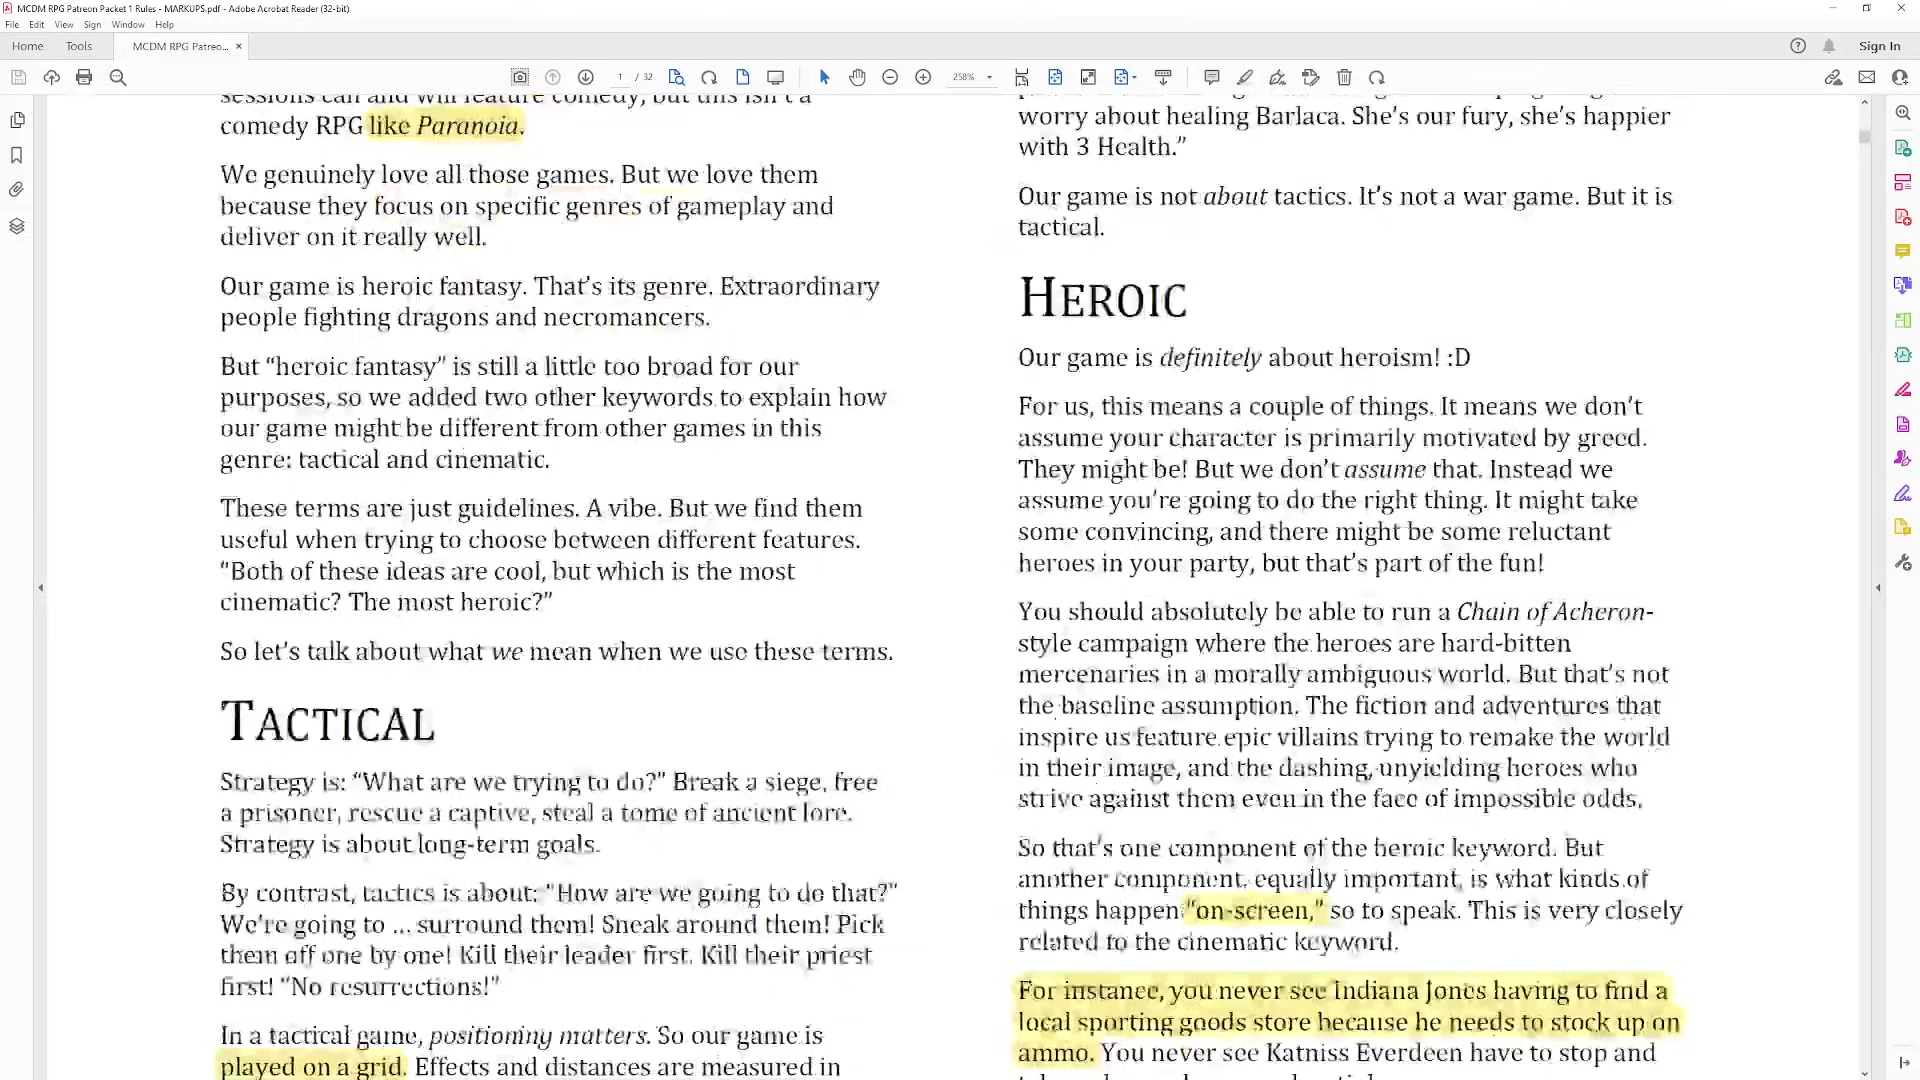 MCDM RPG Patreon Packet 1 Rules - MARKUPS.pdf - Adobe Acrobat Reader (32-bit)
File Edit View Sign Window Help
Home Tools MCDM RPG Patreo... × Sign In
1 / 32 258%
sessions can and will feature comedy, but this isn't a
comedy RPG like Paranoia.
We genuinely love all those games. But we love them
because they focus on specific genres of gameplay and
deliver on it really well.
Our game is heroic fantasy. That's its genre. Extraordinary
people fighting dragons and necromancers.
But “heroic fantasy” is still a little too broad for our
purposes, so we added two other keywords to explain how
our game might be different from other games in this
genre: tactical and cinematic.
These terms are just guidelines. A vibe. But we find them
useful when trying to choose between different features.
“Both of these ideas are cool, but which is the most
cinematic? The most heroic?”
So let’s talk about what we mean when we use these terms.
TACTICAL
Strategy is: “What are we trying to do?” Break a siege, free
a prisoner, rescue a captive, steal a tome of ancient lore.
Strategy is about long-term goals.
By contrast, tactics is about: “How are we going to do that?”
We’re going to ... surround them! Sneak around them! Pick
them off one by one! Kill their leader first. Kill their priest
first! “No resurrections!”
In a tactical game, positioning matters. So our game is
played on a grid. Effects and distances are measured in
worry about healing Barlaca. She’s our fury, she’s happier
with 3 Health.”
Our game is not about tactics. It’s not a war game. But it is
tactical.
HEROIC
Our game is definitely about heroism! :D
For us, this means a couple of things. It means we don’t
assume your character is primarily motivated by greed.
They might be! But we don’t assume that. Instead we
assume you’re going to do the right thing. It might take
some convincing, and there might be some reluctant
heroes in your party, but that’s part of the fun!
You should absolutely be able to run a Chain of Acheron-
style campaign where the heroes are hard-bitten
mercenaries in a morally ambiguous world. But that’s not
the baseline assumption. The fiction and adventures that
inspire us feature epic villains trying to remake the world
in their image, and the dashing, unyielding heroes who
strive against them even in the face of impossible odds.
So that’s one component of the heroic keyword. But
another component, equally important, is what kinds of
things happen “on-screen,” so to speak. This is very closely
related to the cinematic keyword.
For instance, you never see Indiana Jones having to find a
local sporting goods store because he needs to stock up on
ammo. You never see Katniss Everdeen have to stop and